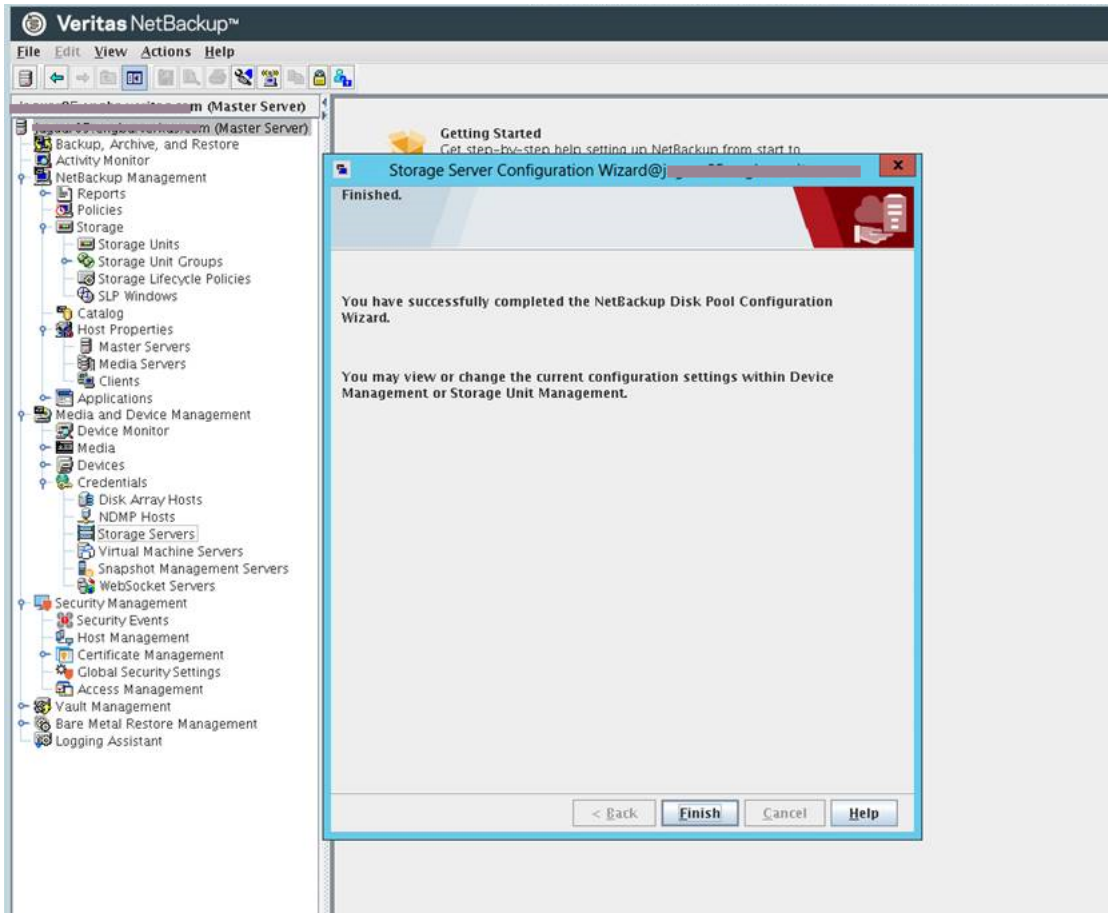 Veritas NetBackup™
File Edit View Actions Help
m (Master Server)
com (Master Server)
Backup, Archive, and Restore
Activity Monitor
NetBackup Management
Reports
Policies
Storage
Storage Units
Storage Unit Groups
Storage Lifecycle Policies
SLP Windows
Catalog
Host Properties
Master Servers
Media Servers
Clients
Applications
Media and Device Management
Device Monitor
Media
Devices
Credentials
Disk Array Hosts
NDMP Hosts
Storage Servers
Virtual Machine Servers
Snapshot Management Servers
WebSocket Servers
Security Management
Security Events
Host Management
Certificate Management
Global Security Settings
Access Management
Vault Management
Bare Metal Restore Management
Logging Assistant
Getting Started
Get step-by-step help setting up NetBackup from start to
Storage Server Configuration Wizard@j
Finished.
You have successfully completed the NetBackup Disk Pool Configuration
Wizard.
You may view or change the current configuration settings within Device
Management or Storage Unit Management.
< Back Finish Cancel Help